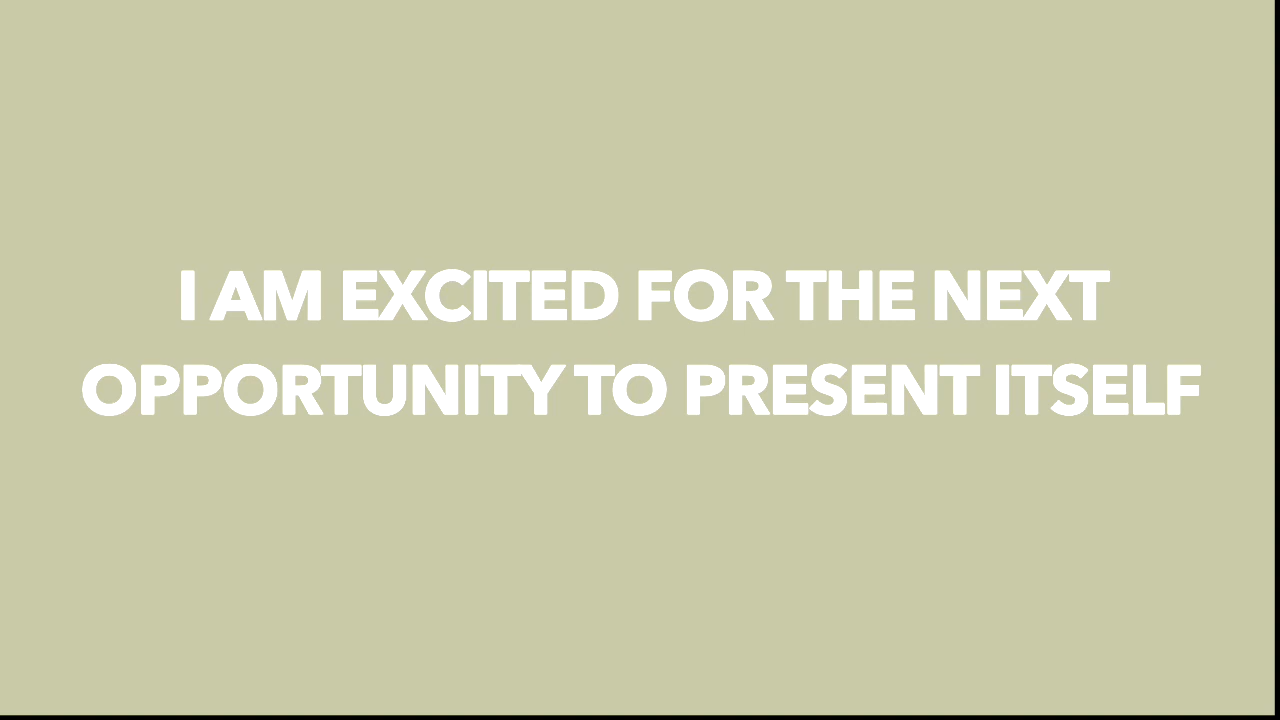 I AM EXCITED FOR THE NEXT
OPPORTUNITY TO PRESENT ITSELF